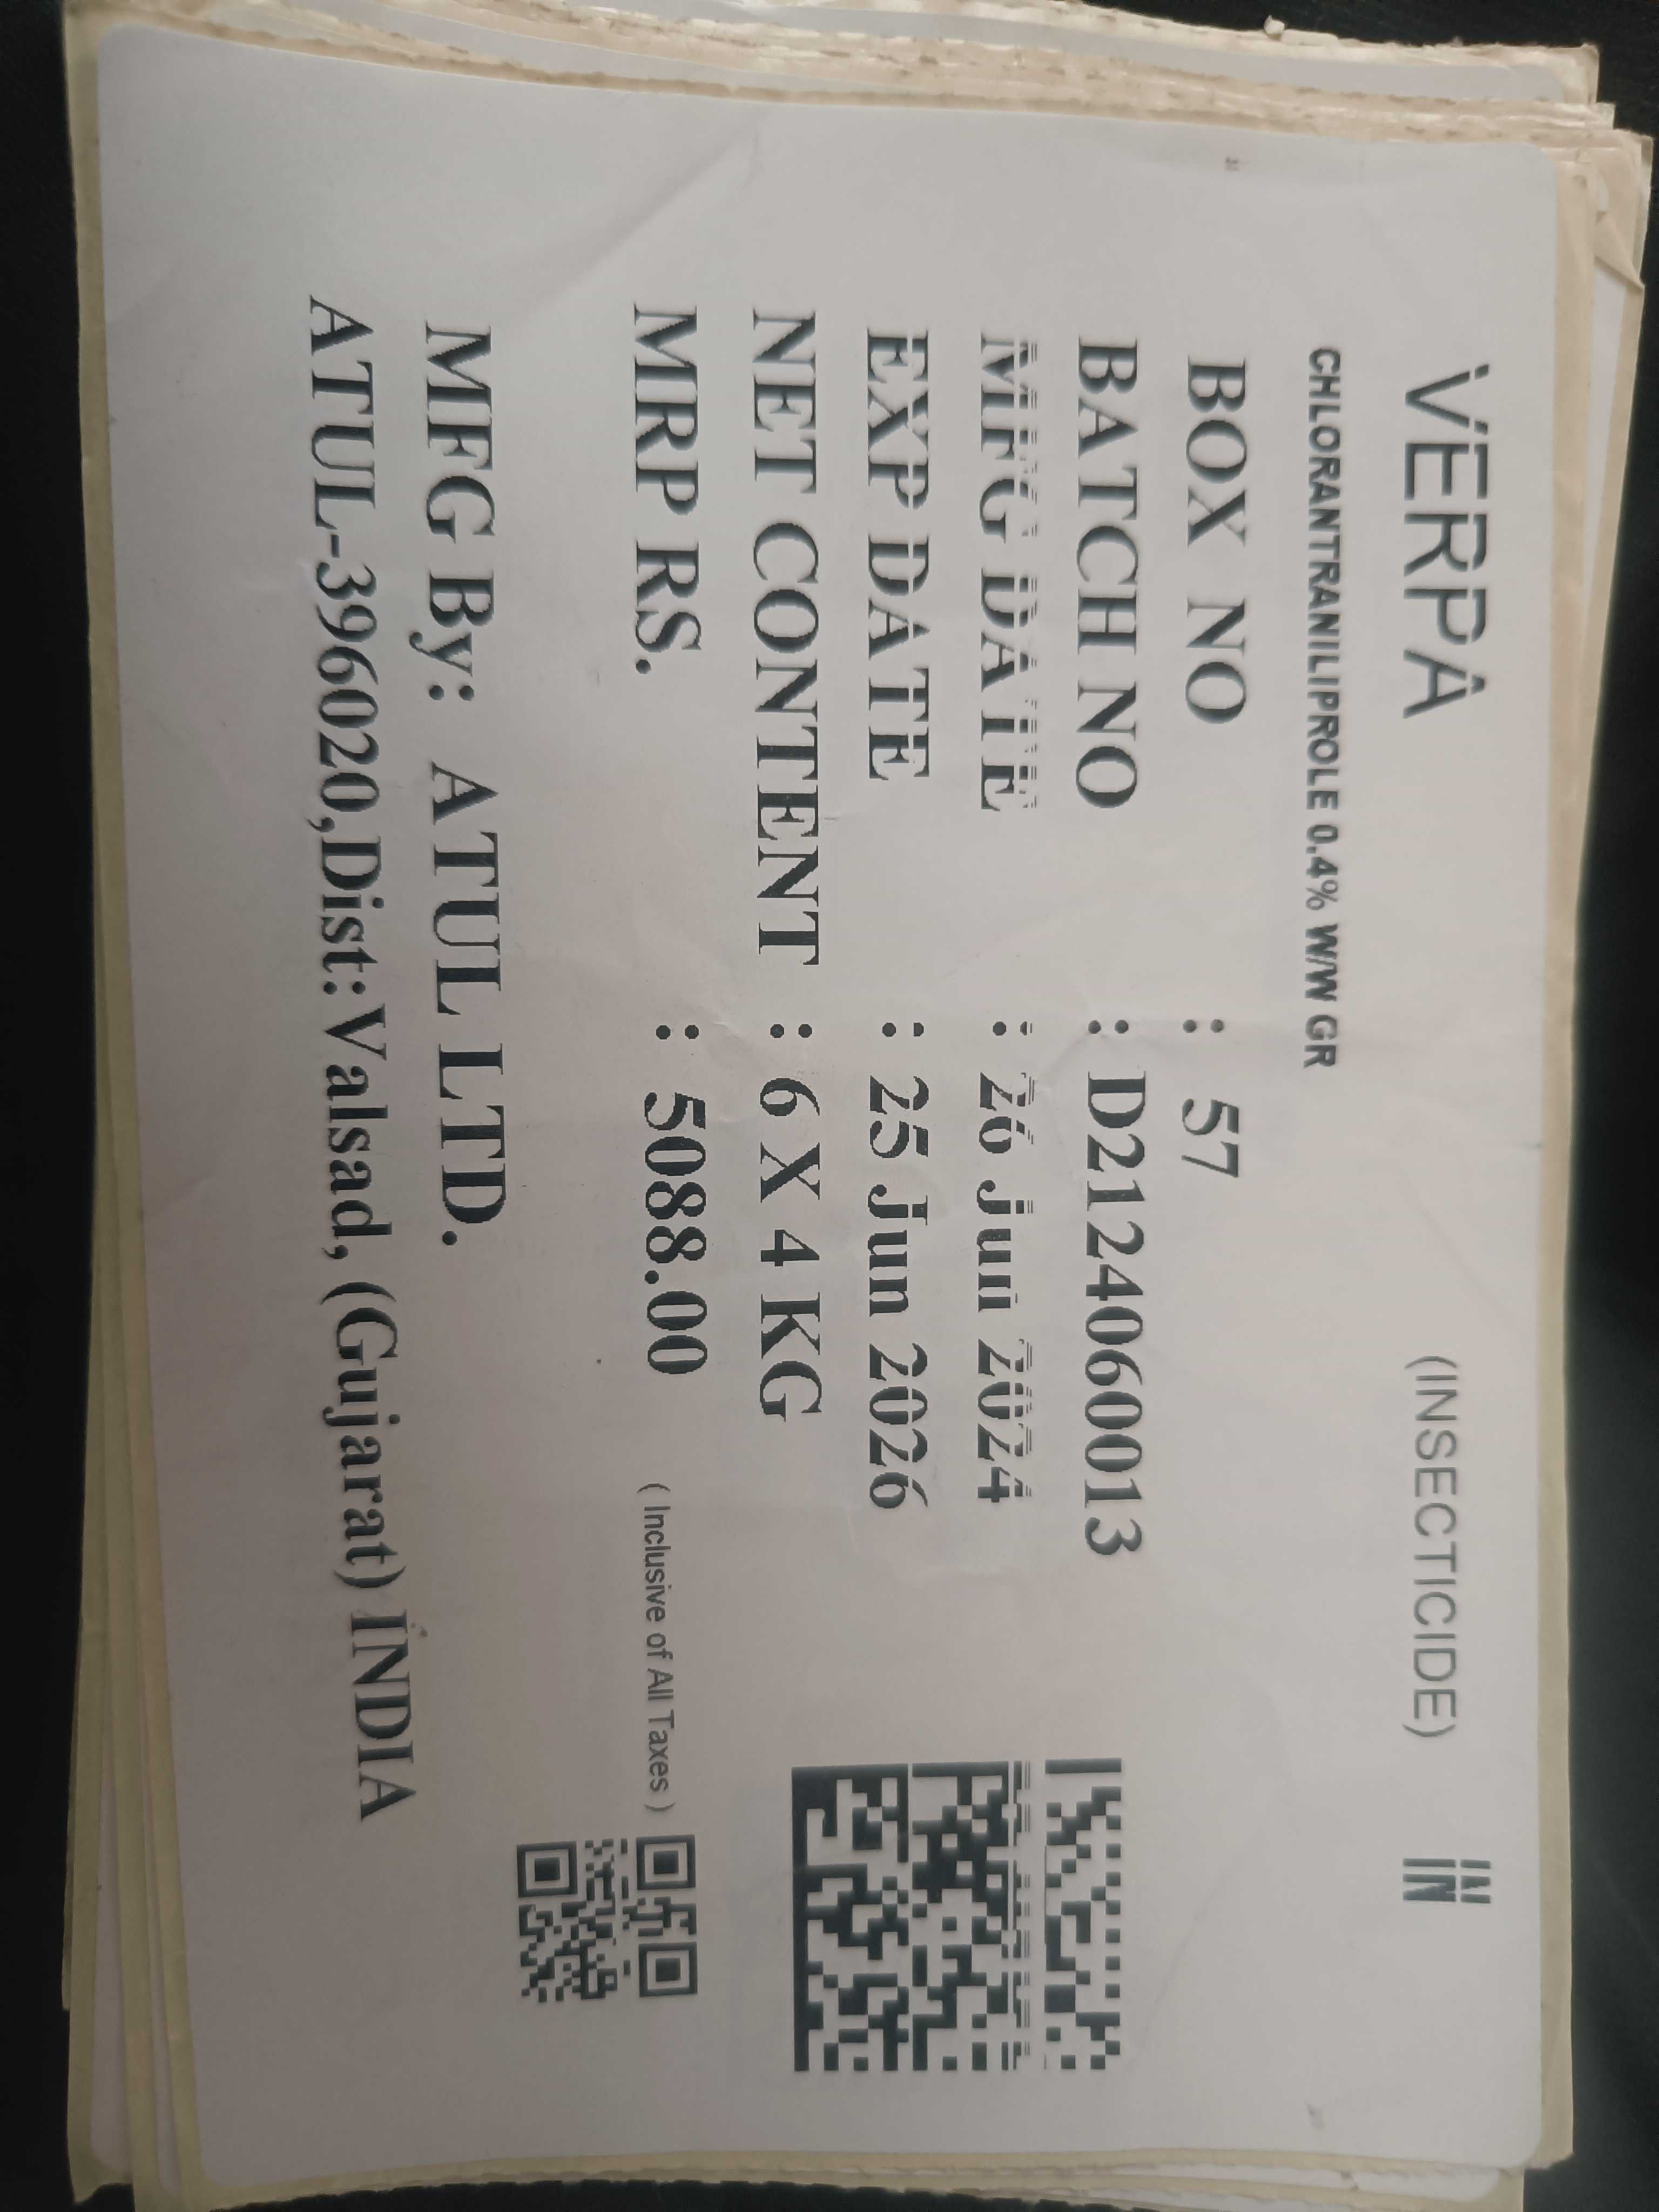 VERPA (INSECTICIDE) IN
CHLORANTRANILIPROLE 0.4% W/W GR
BOX NO : 57
BATCH NO : D2124060013
MFG DATE : 26 Jun 2024
EXP DATE : 25 Jun 2026
NET CONTENT : 6 X 4 KG
MRP RS. : 5088.00 ( Inclusive of All Taxes )
MFG By: ATUL LTD.
ATUL-396020,Dist:Valsad, (Gujarat) INDIA